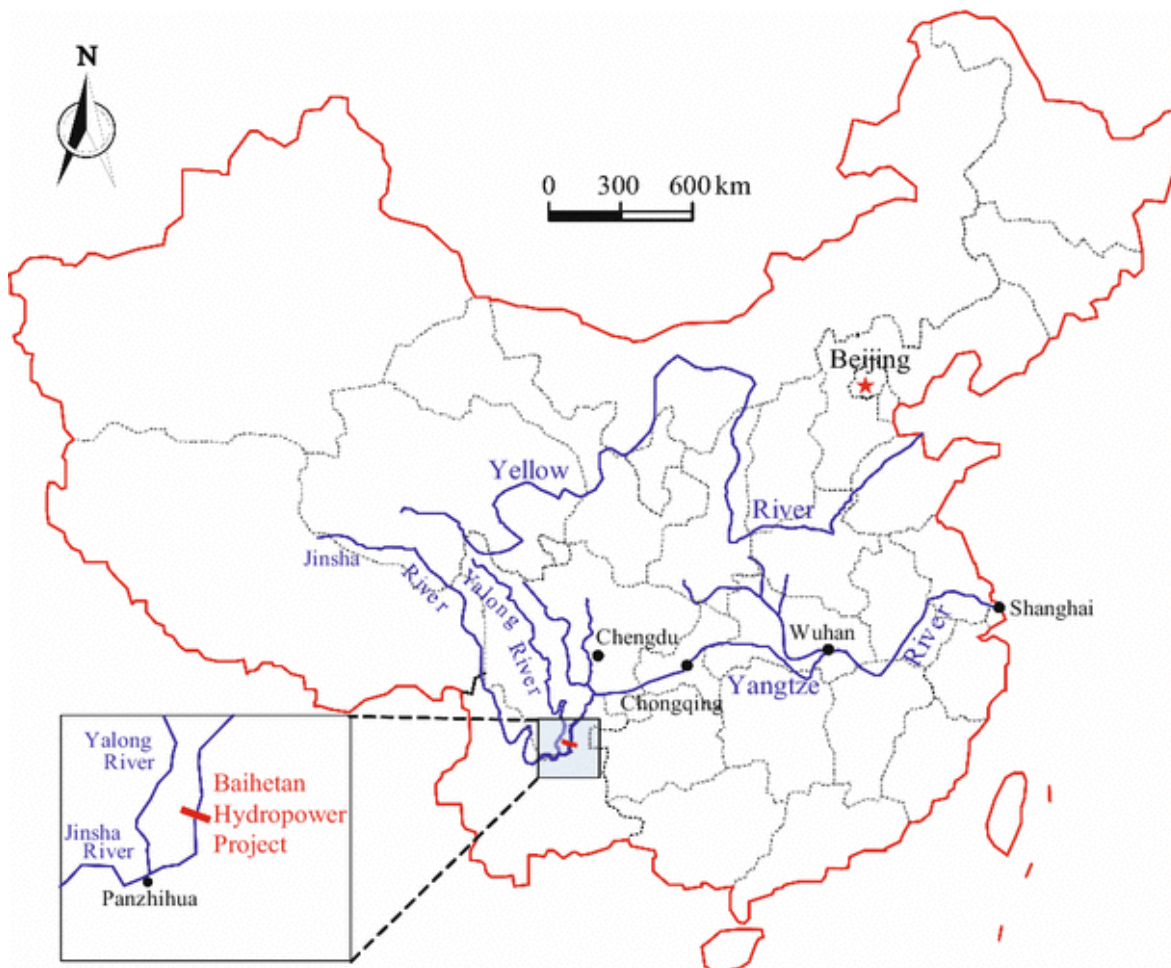 N
0 300 600 km
Beijing
Yellow
River
Jinsha
River
Yalong
River
Shanghai
Chengdu
Wuhan
River
Yangtze
Chongqing
Yalong
River
Baihetan
Hydropower
Project
Jinsha
River
Panzhihua